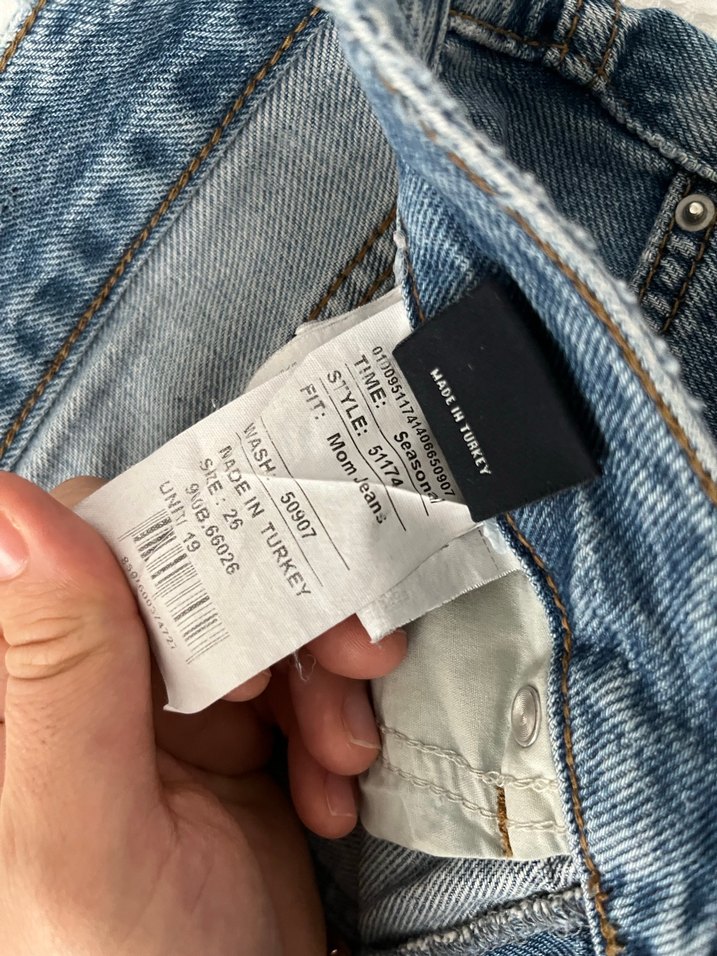 MADE IN TURKEY
01009511741406650907
TIME: Seasonal
STYLE: 51174
FIT: Mom Jeans
WASH: 50907
MADE IN TURKEY
SIZE: 26
UNIT/ 19